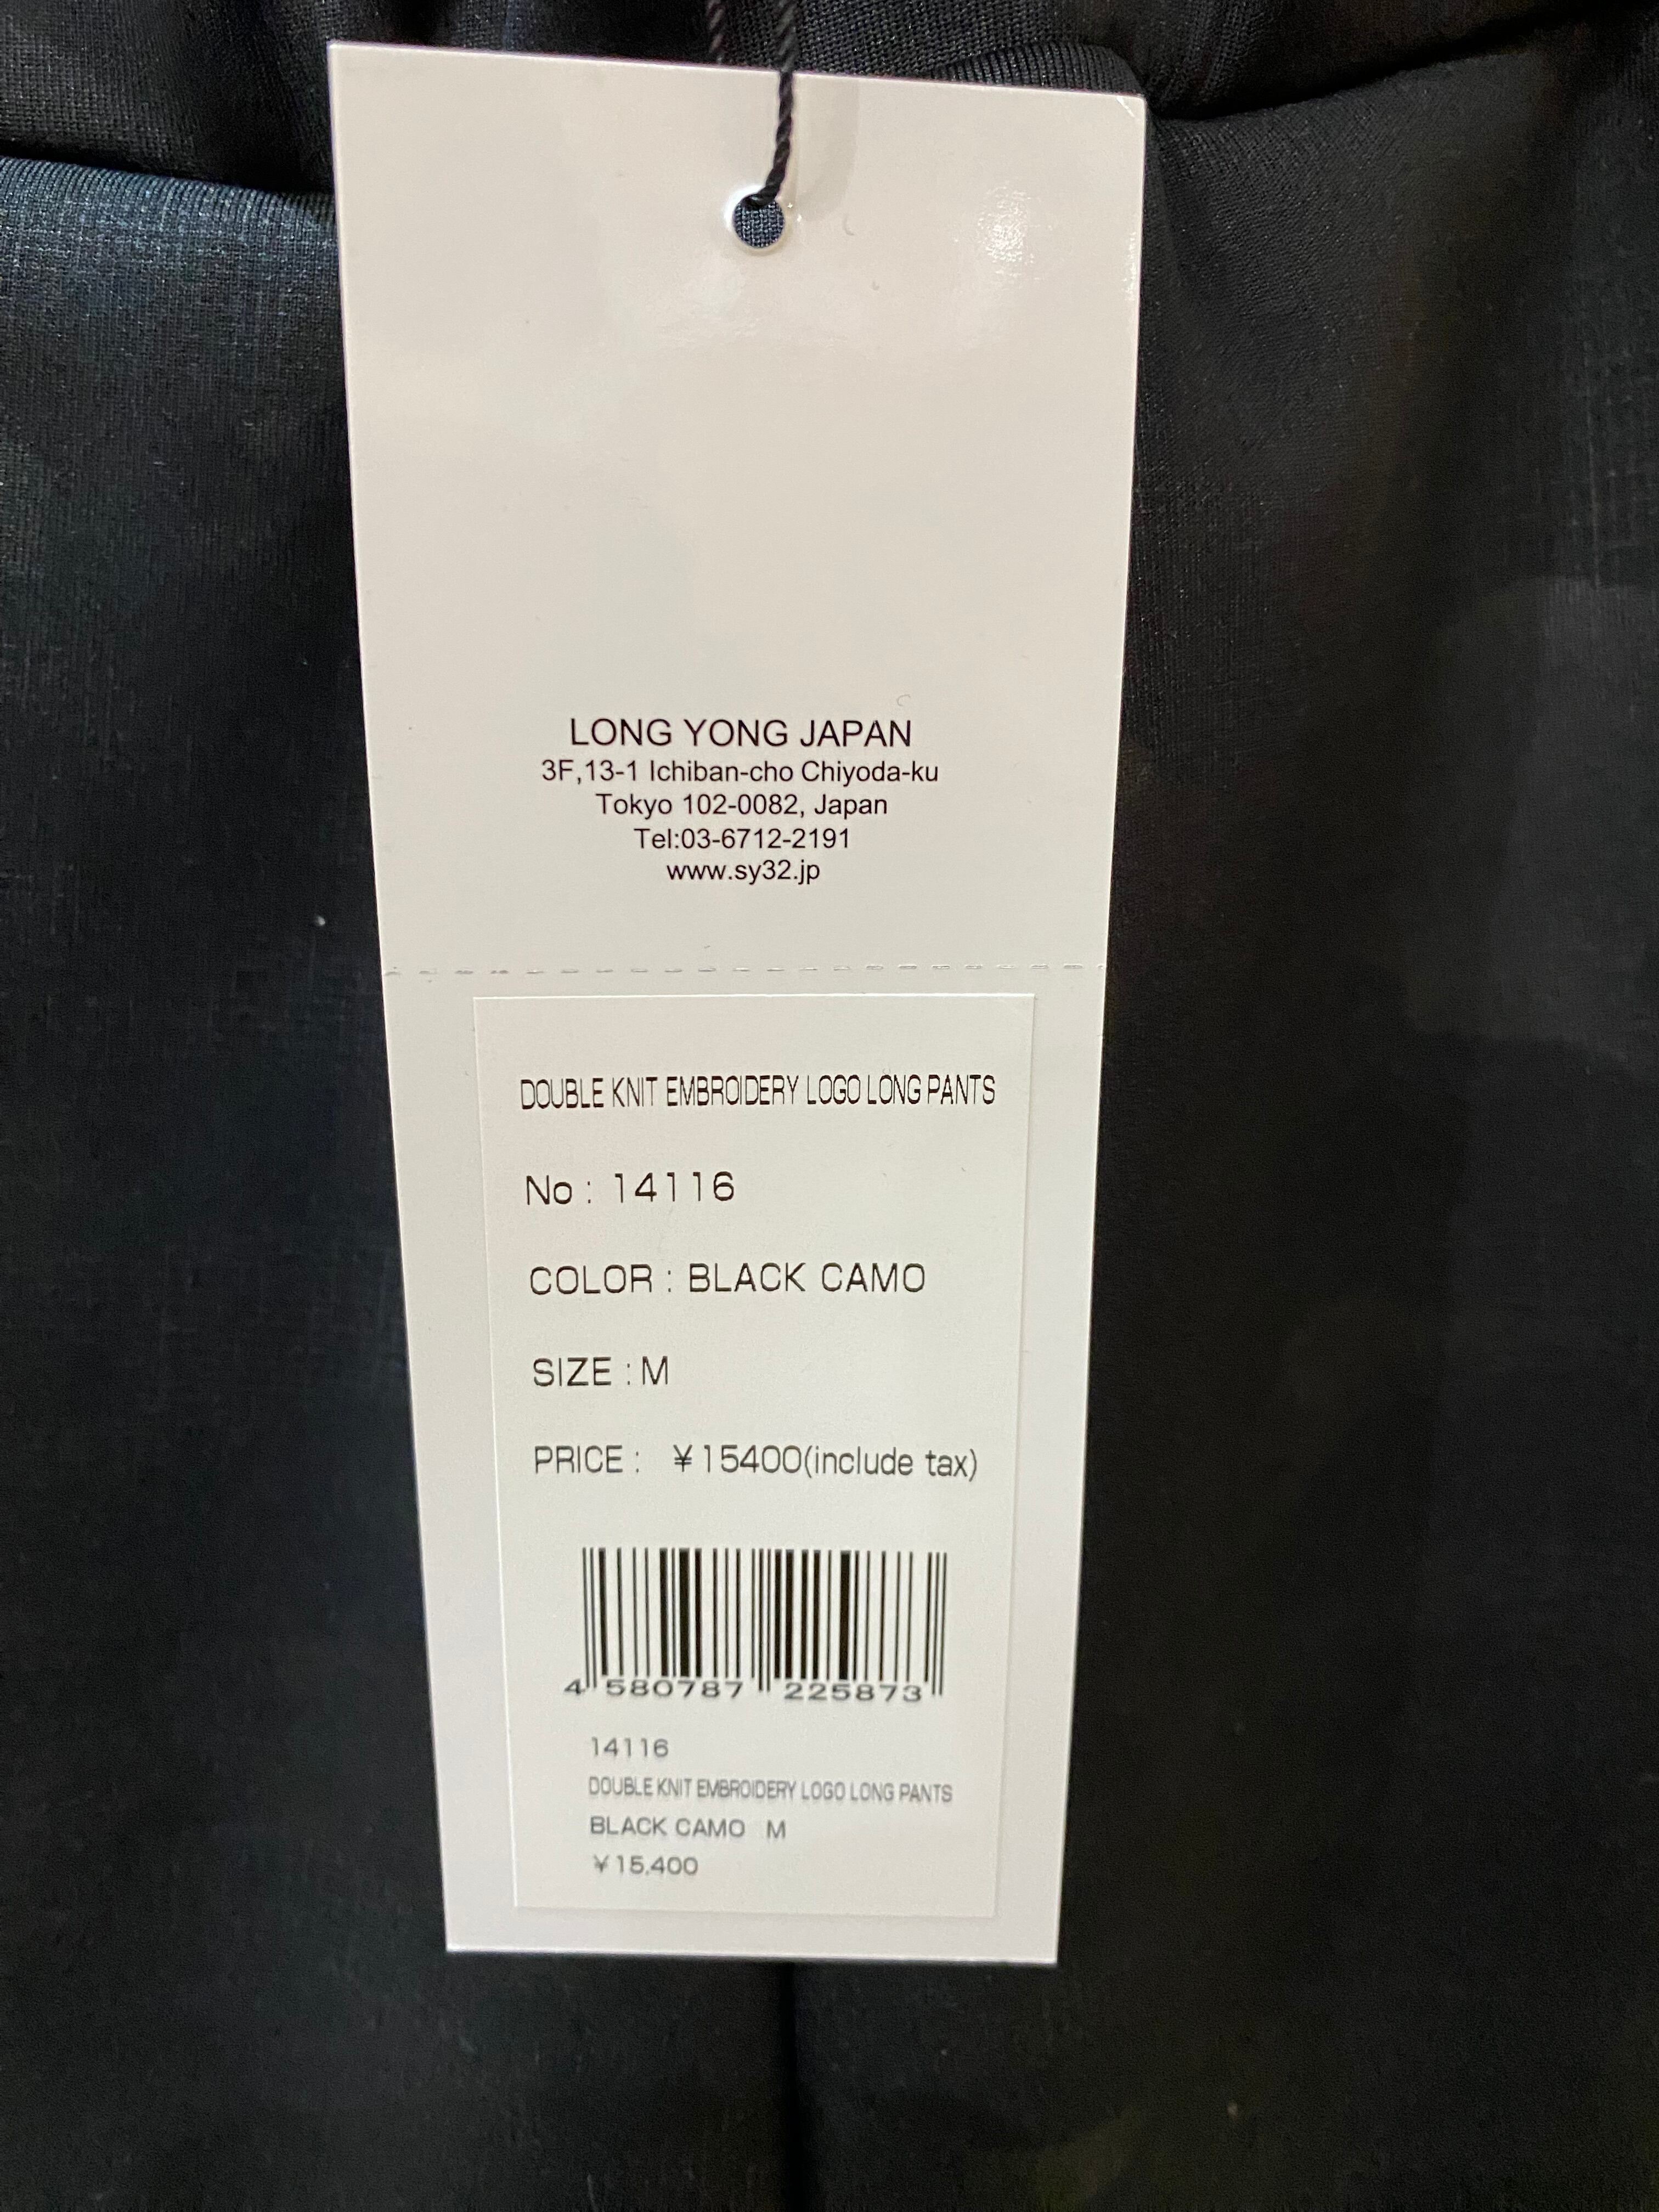 LONG YONG JAPAN
3F,13-1 Ichiban-cho Chiyoda-ku
Tokyo 102-0082, Japan
Tel:03-6712-2191
www.sy32.jp
DOUBLE KNIT EMBROIDERY LOGO LONG PANTS
No : 14116
COLOR : BLACK CAMO
SIZE : M
PRICE : ¥15400(include tax)
4 580787 225873
14116
DOUBLE KNIT EMBROIDERY LOGO LONG PANTS
BLACK CAMO M
¥15,400